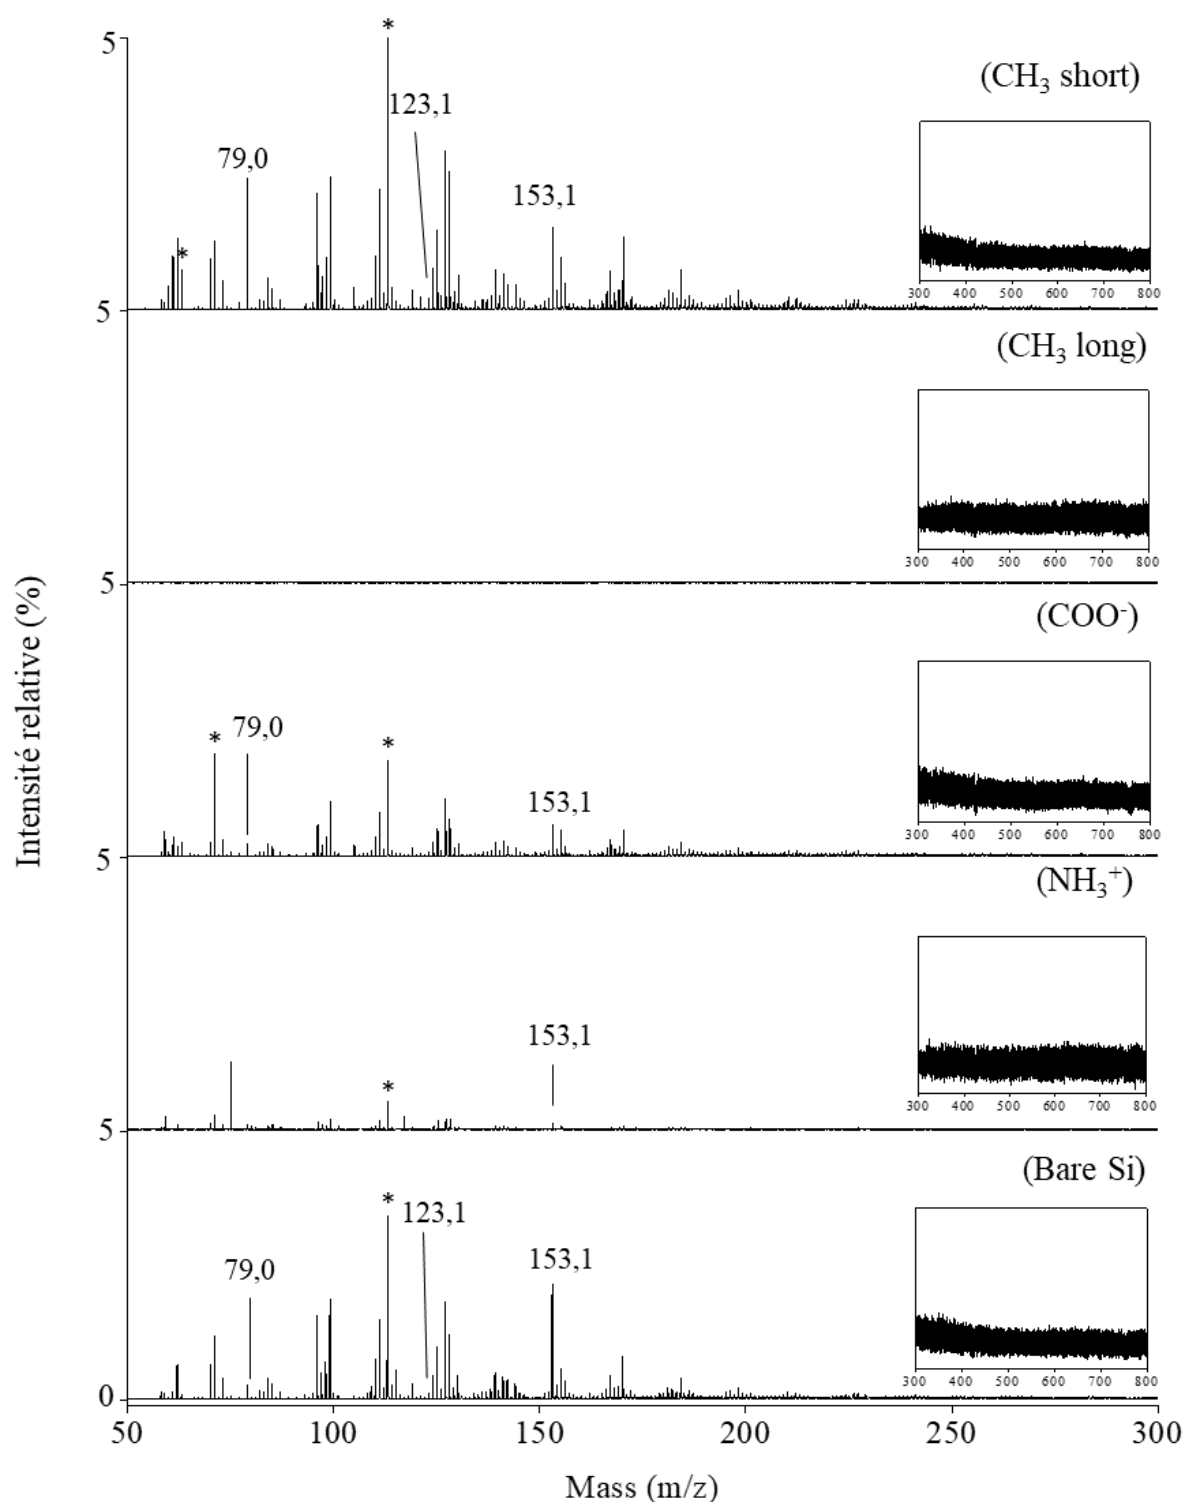 5
*
(CH₃ short)
123,1
79,0
153,1
*
300 400 500 600 700 800
5
(CH₃ long)
300 400 500 600 700 800
5
(COO⁻)
* 79,0
*
153,1
300 400 500 600 700 800
5
(NH₃⁺)
153,1
*
300 400 500 600 700 800
5
(Bare Si)
*
123,1
79,0
153,1
300 400 500 600 700 800
0
50 100 150 200 250 300
Mass (m/z)
Intensité relative (%)